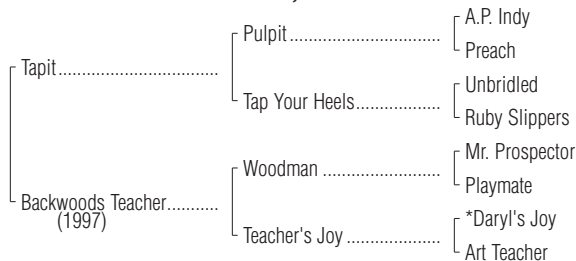 A.P. Indy
Pulpit
Preach
Tapit
Unbridled
Tap Your Heels
Ruby Slippers
Mr. Prospector
Woodman
Playmate
Backwoods Teacher
(1997)
*Daryl's Joy
Teacher's Joy
Art Teacher